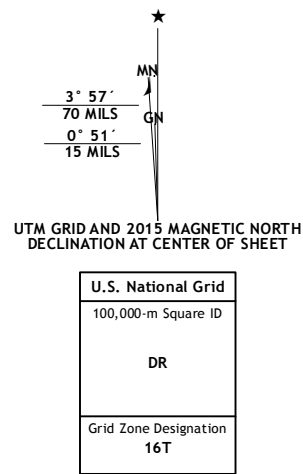 ★
MN
3° 57´
70 MILS
GN
0° 51´
15 MILS
UTM GRID AND 2015 MAGNETIC NORTH
DECLINATION AT CENTER OF SHEET
U.S. National Grid
100,000-m Square ID
DR
Grid Zone Designation
16T